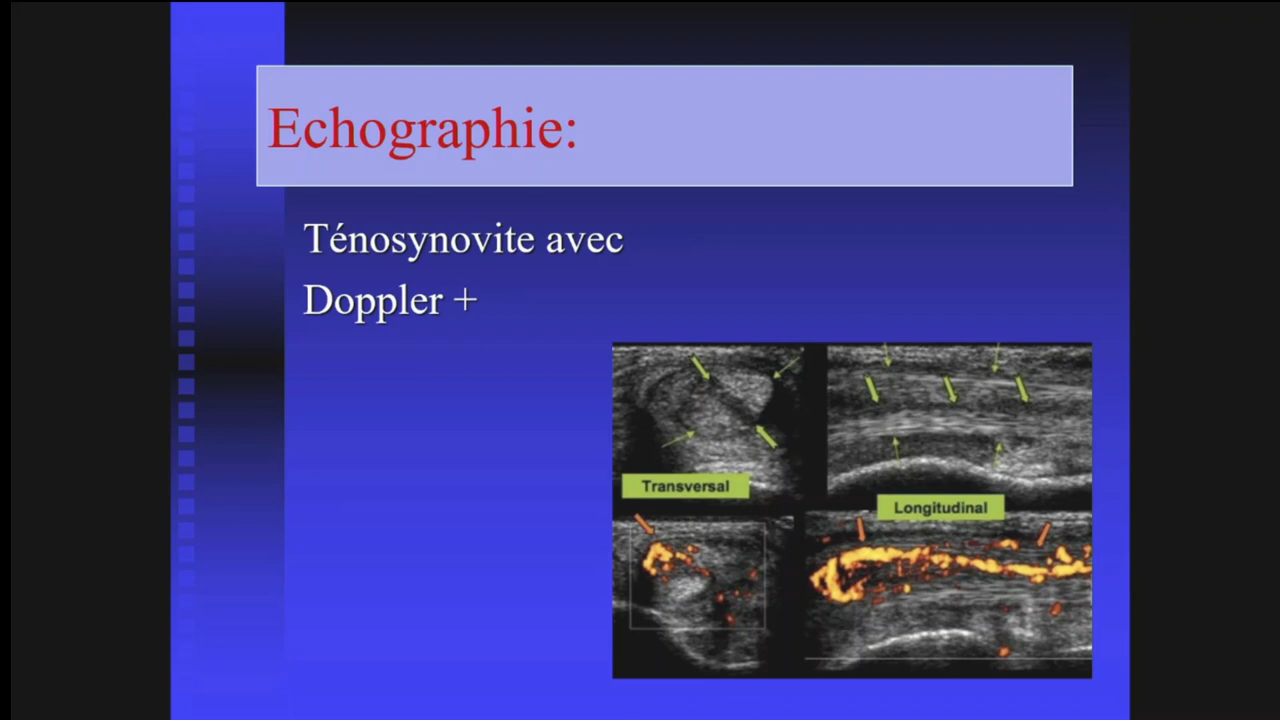 Echographie:
Ténosynovite avec
Doppler +
Transversal
Longitudinal